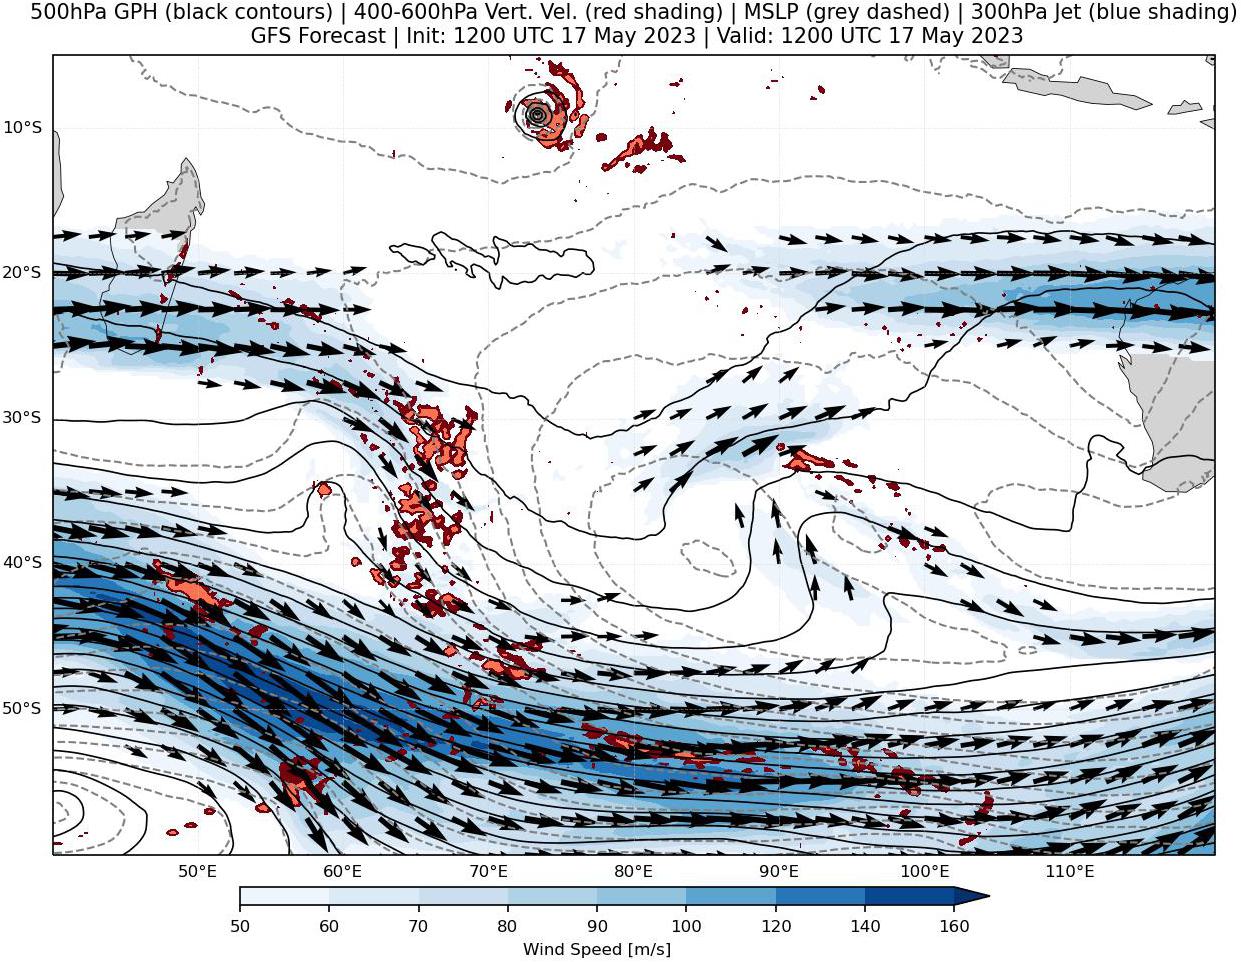 500hPa GPH (black contours) | 400-600hPa Vert. Vel. (red shading) | MSLP (grey dashed) | 300hPa Jet (blue shading)
GFS Forecast | Init: 1200 UTC 17 May 2023 | Valid: 1200 UTC 17 May 2023
10°S
20°S
30°S
40°S
50°S
50°E 60°E 70°E 80°E 90°E 100°E 110°E
50 60 70 80 90 100 120 140 160
Wind Speed [m/s]